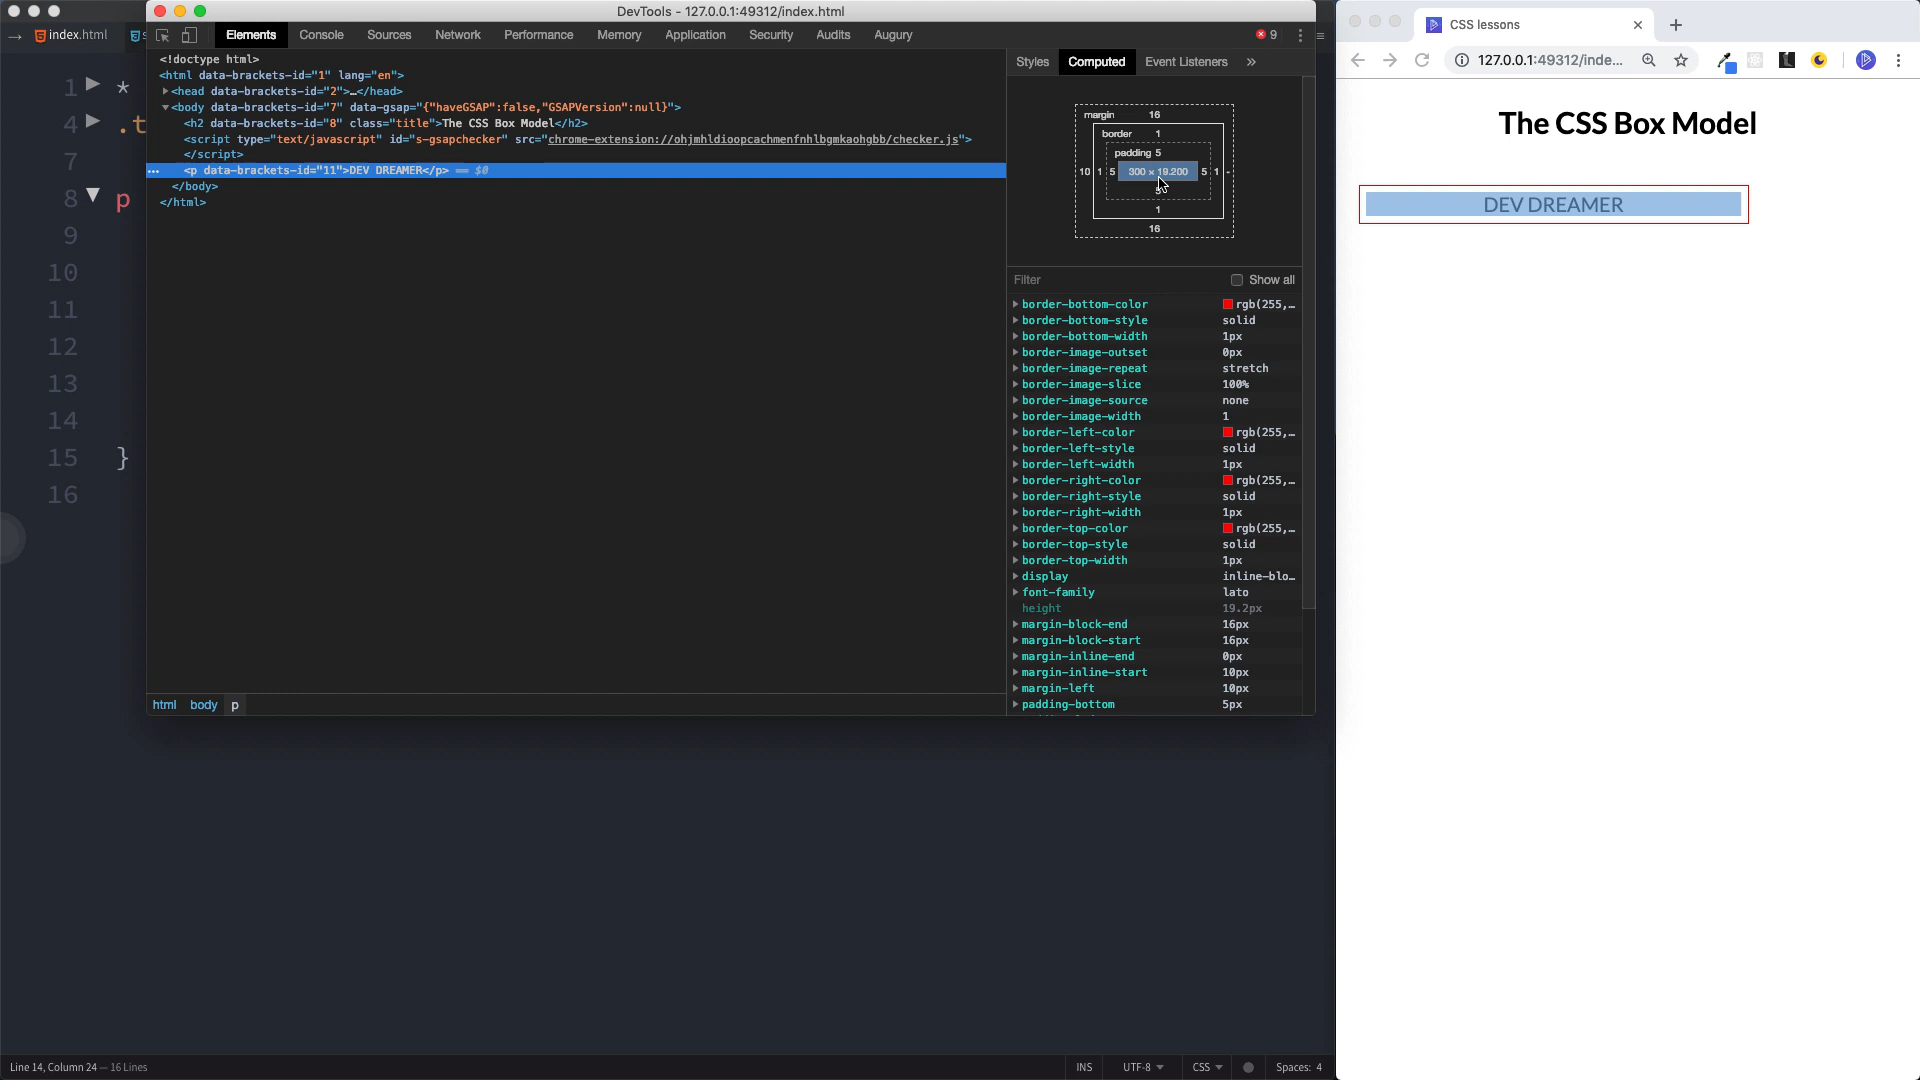 DevTools - 127.0.0.1:49312/index.html
index.html
Elements Console Sources Network Performance Memory Application Security Audits Augury 9
<!doctype html>
<html data-brackets-id="1" lang="en">
<head data-brackets-id="2">…</head>
<body data-brackets-id="7" data-gsap="{"haveGSAP":false,"GSAPVersion":null}">
<h2 data-brackets-id="8" class="title">The CSS Box Model</h2>
<script type="text/javascript" id="s-gsapchecker" src="chrome-extension://ohjmhldioopcachmenfnhlbgmkaohgbb/checker.js">
</script>
<p data-brackets-id="11">DEV DREAMER</p> == $0
</body>
</html>
html body p
1 *
4 .t
7
8 p
9
10
11
12
13
14
15 }
16
Styles Computed Event Listeners »
margin 16
border 1
padding 5
10 1 5 300 × 19.200 5 1 -
1
16
Filter Show all
border-bottom-color rgb(255,…
border-bottom-style solid
border-bottom-width 1px
border-image-outset 0px
border-image-repeat stretch
border-image-slice 100%
border-image-source none
border-image-width 1
border-left-color rgb(255,…
border-left-style solid
border-left-width 1px
border-right-color rgb(255,…
border-right-style solid
border-right-width 1px
border-top-color rgb(255,…
border-top-style solid
border-top-width 1px
display inline-blo…
font-family lato
height 19.2px
margin-block-end 16px
margin-block-start 16px
margin-inline-end 0px
margin-inline-start 10px
margin-left 10px
padding-bottom 5px
Line 14, Column 24 — 16 Lines
INS UTF-8 CSS Spaces: 4
CSS lessons
127.0.0.1:49312/inde...
The CSS Box Model
DEV DREAMER